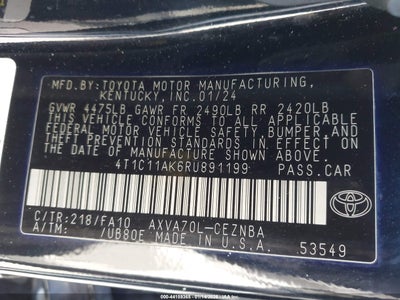 MFD.BY:TOYOTA MOTOR MANUFACTURING,
KENTUCKY,INC.01/24
GVWR 4475LB GAWR FR 2490LB RR 2420LB
THIS VEHICLE CONFORMS TO ALL APPLICABLE
FEDERAL MOTOR VEHICLE SAFETY, BUMPER, AND
THEFT PREVENTION STANDARDS IN EFFECT ON THE
DATE OF MANUFACTURE SHOWN ABOVE.
4T1C11AK6RU891199 PASS.CAR
C/TR:218/FA10 AXVA70L-CEZNBA
A/TM: /UB80E MADE IN U.S.A. 53549